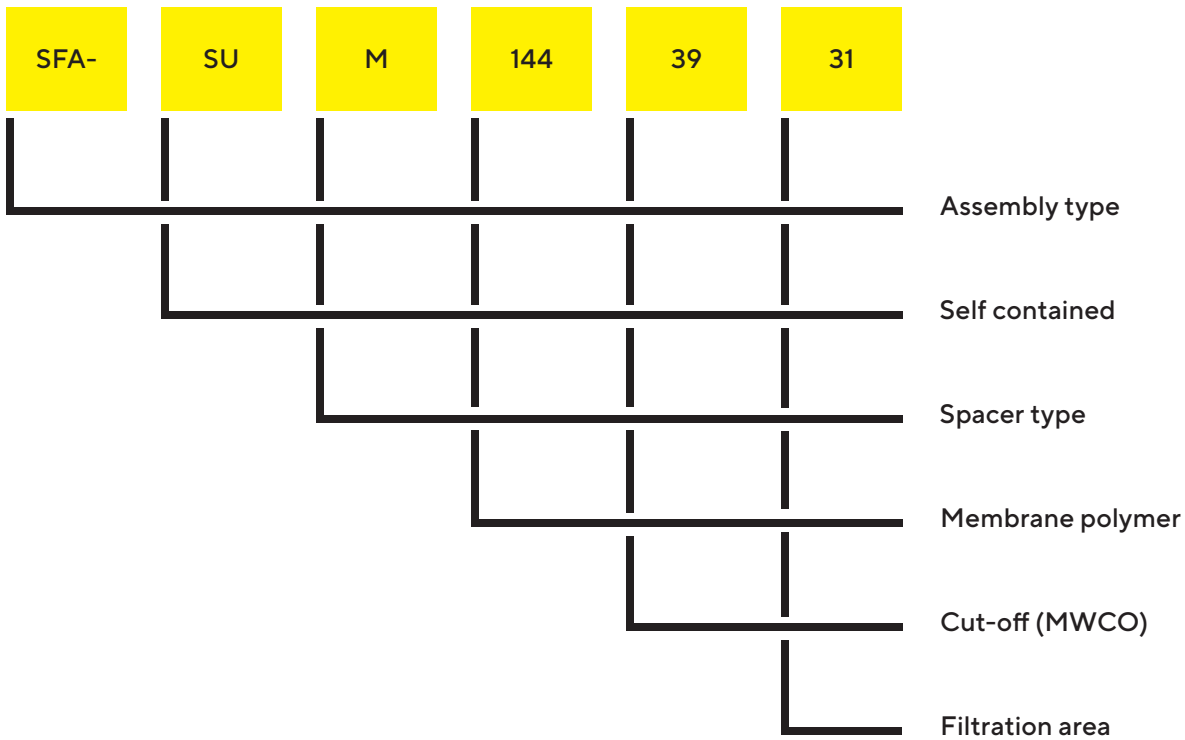 SFA- SU M 144 39 31
Assembly type
Self contained
Spacer type
Membrane polymer
Cut-off (MWCO)
Filtration area